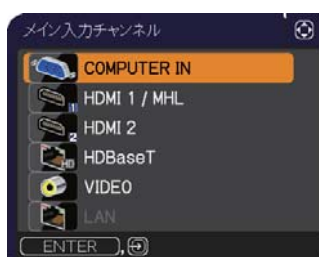 メイン入力チャンネル
COMPUTER IN
HDMI 1 / MHL
HDMI 2
HDBaseT
VIDEO
LAN
ENTER ,